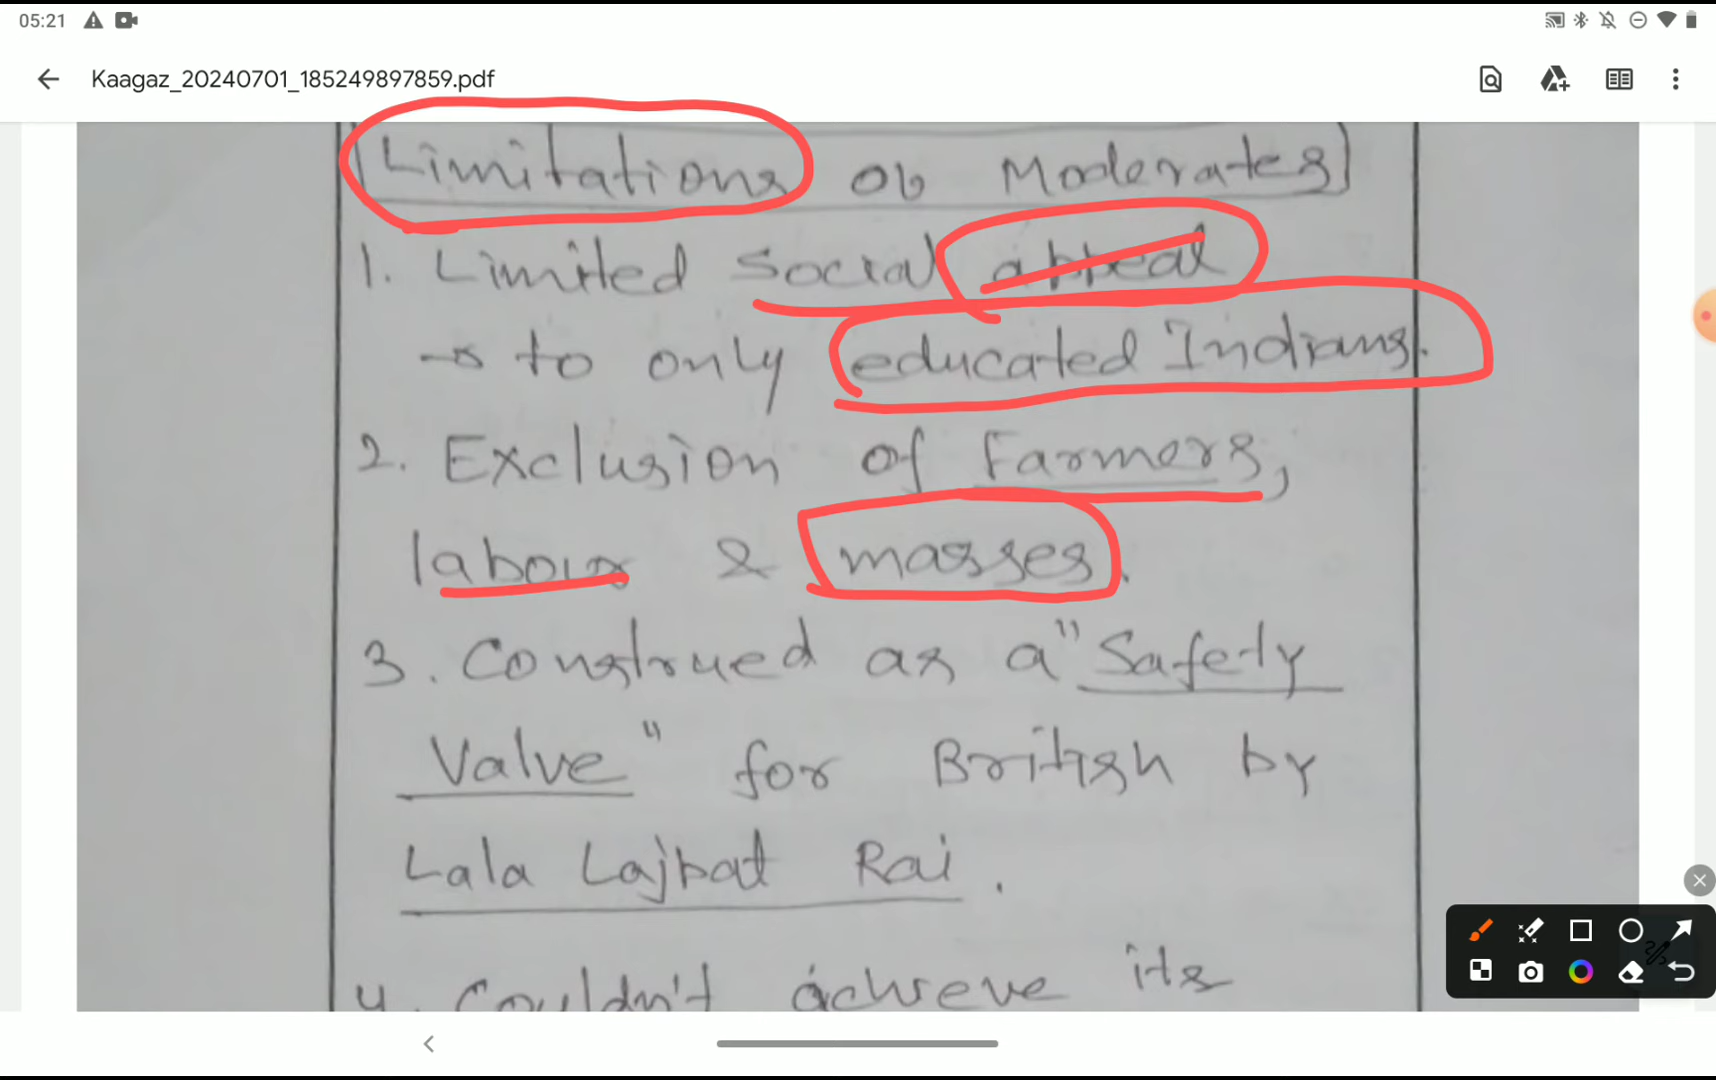 05:21
Kaagaz_20240701_185249897859.pdf
Limitations of Moderates
1. Limited Social appeal
→ to only educated Indians.
2. Exclusion of Farmers,
labour & masses.
3. Construed as a "Safety
Valve" for British by
Lala Lajpat Rai.
4. Couldn't achieve its